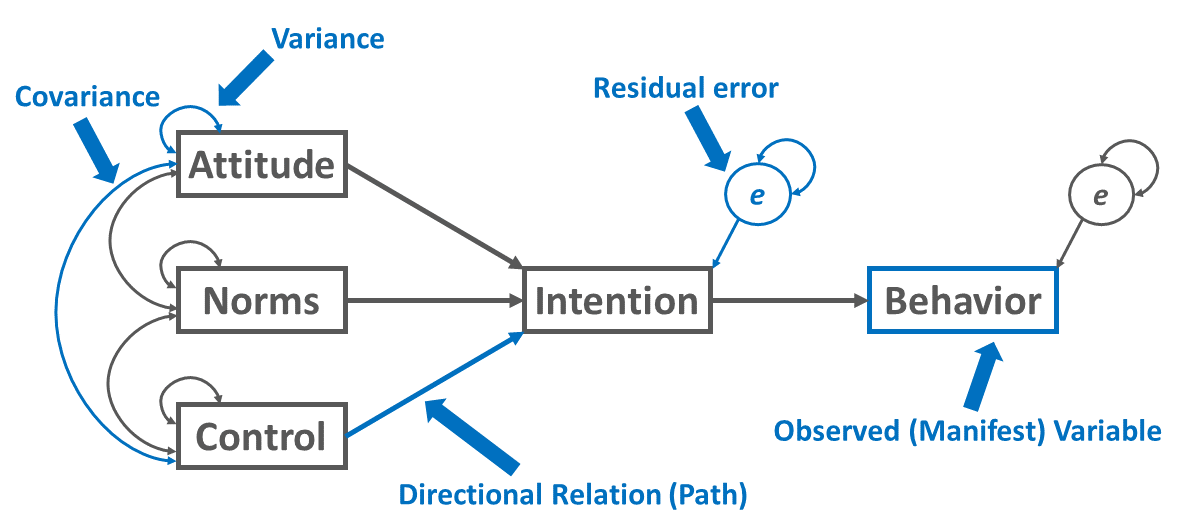 Variance
Covariance
Residual error
Attitude
e
e
Norms
Intention
Behavior
Control
Observed (Manifest) Variable
Directional Relation (Path)